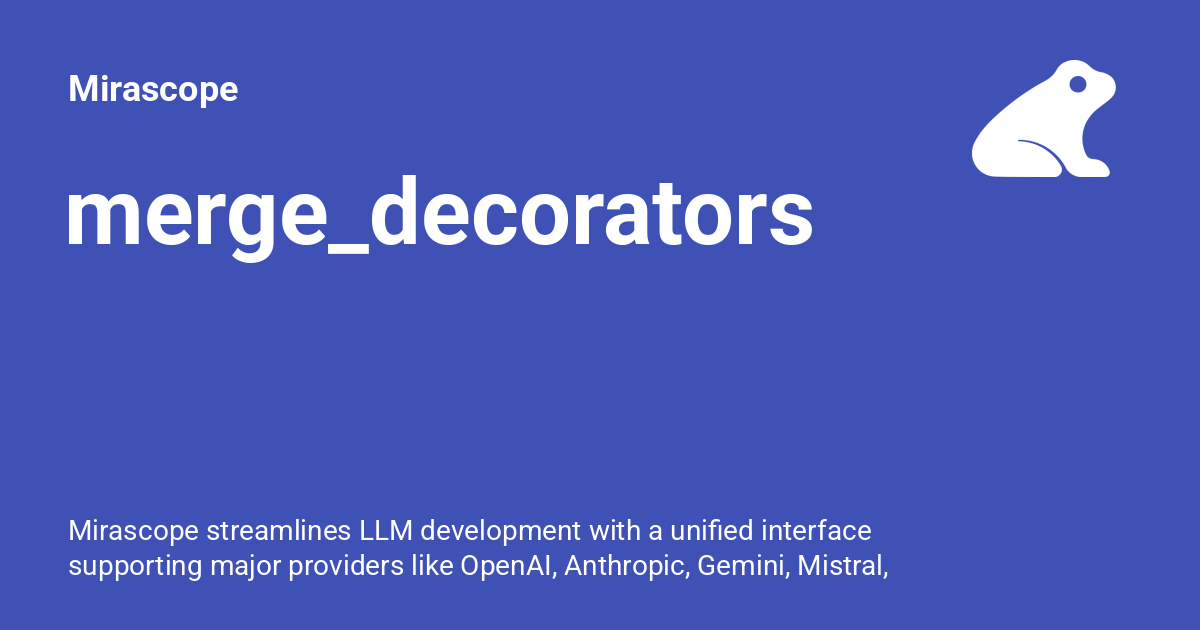 Mirascope
merge_decorators
Mirascope streamlines LLM development with a unified interface
supporting major providers like OpenAI, Anthropic, Gemini, Mistral,